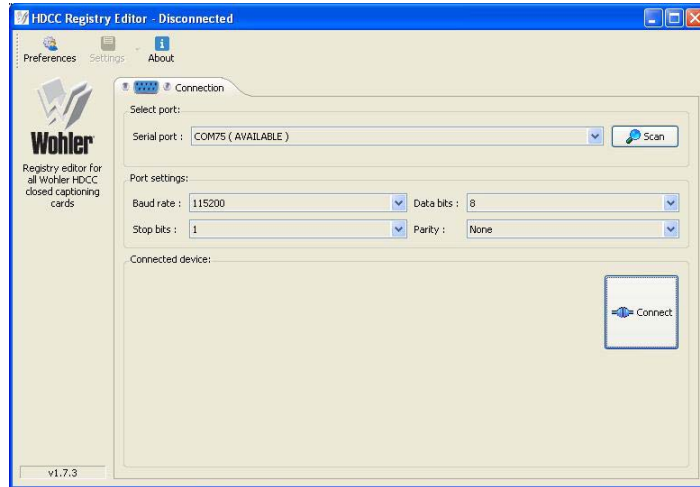 HDCC Registry Editor - Disconnected
Preferences Settings About
Wohler
Registry editor for
all Wohler HDCC
closed captioning
cards
v1.7.3
Connection
Select port:
Serial port : COM75 ( AVAILABLE ) Scan
Port settings:
Baud rate : 115200 Data bits : 8
Stop bits : 1 Parity : None
Connected device:
Connect